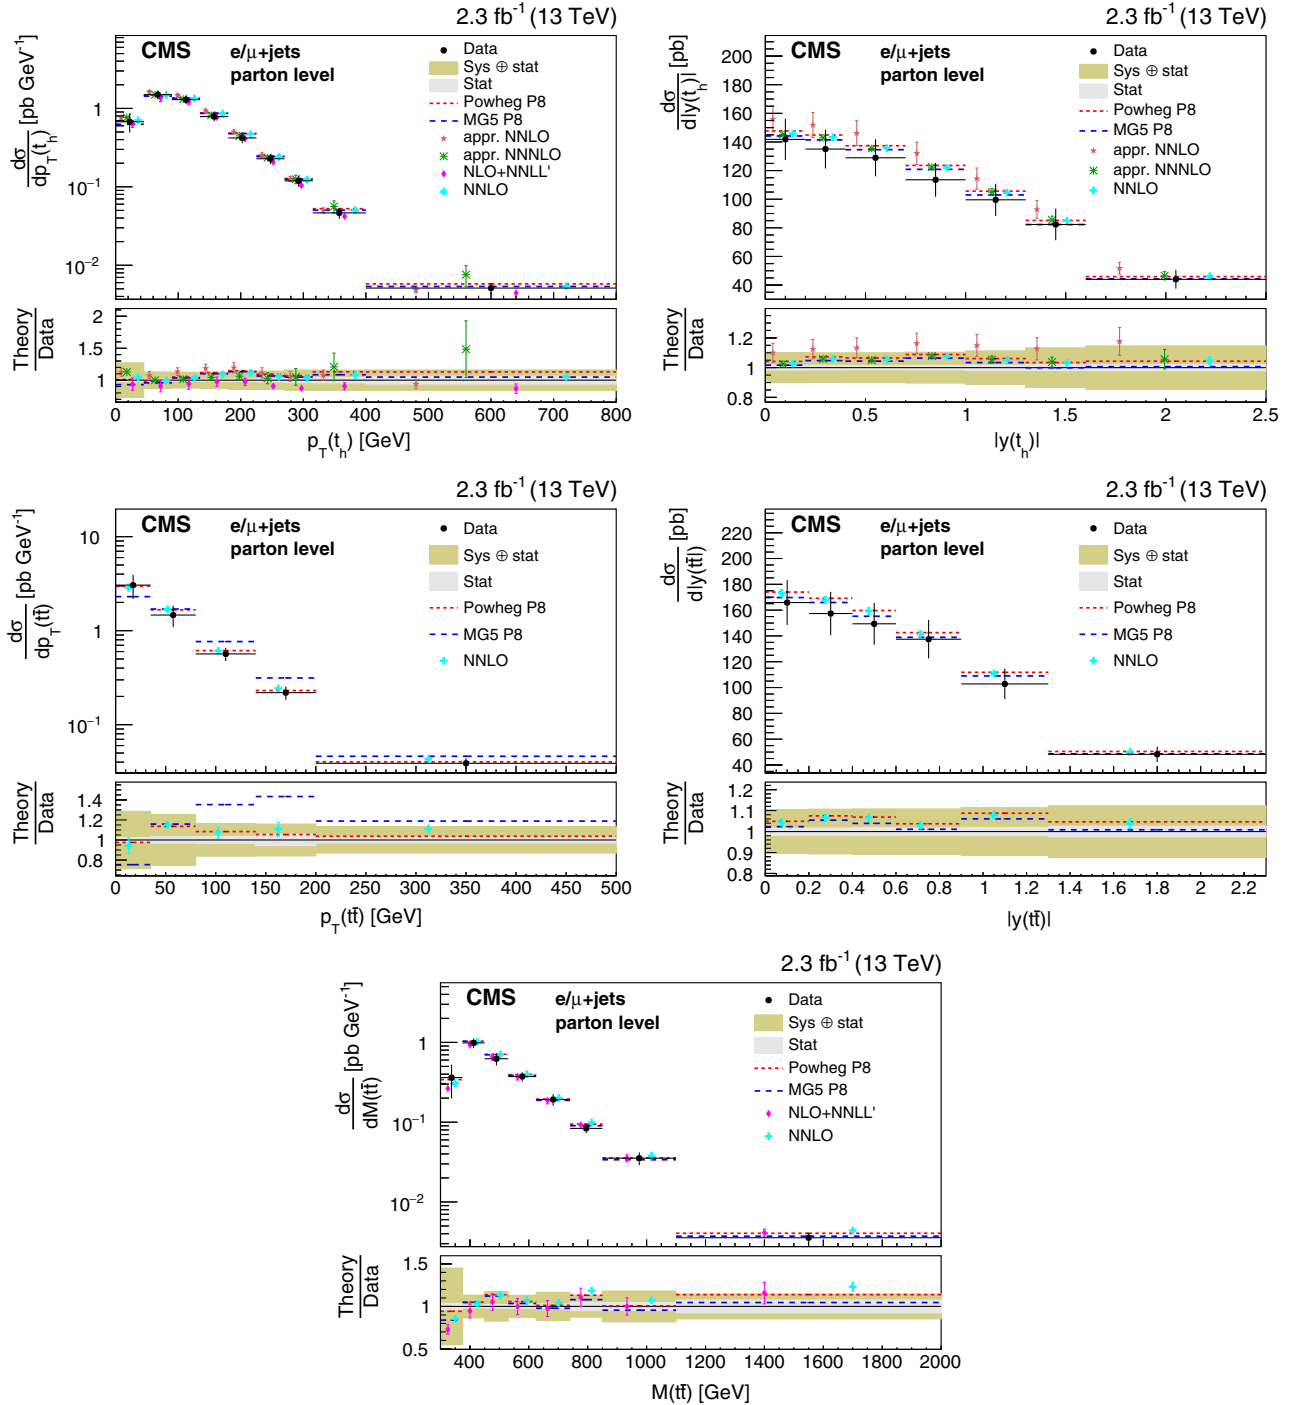 2.3 fb⁻¹ (13 TeV)
CMS
e/μ+jets
parton level
Data
Sys ⊕ stat
Stat
Powheg P8
MG5 P8
appr. NNLO
appr. NNNLO
NLO+NNLL'
NNLO
dσ/dp_T(t_h) [pb GeV⁻¹]
1
10⁻¹
10⁻²
Theory/Data
2
1.5
1
0 100 200 300 400 500 600 700 800
p_T(t_h) [GeV]
2.3 fb⁻¹ (13 TeV)
CMS
e/μ+jets
parton level
Data
Sys ⊕ stat
Stat
Powheg P8
MG5 P8
appr. NNLO
appr. NNNLO
NNLO
dσ/d|y(t_h)| [pb]
200
180
160
140
120
100
80
60
40
Theory/Data
1.2
1
0.8
0 0.5 1 1.5 2 2.5
|y(t_h)|
2.3 fb⁻¹ (13 TeV)
CMS
e/μ+jets
parton level
Data
Sys ⊕ stat
Stat
Powheg P8
MG5 P8
NNLO
dσ/dp_T(tt̄) [pb GeV⁻¹]
10
1
10⁻¹
Theory/Data
1.4
1.2
1
0.8
0 50 100 150 200 250 300 350 400 450 500
p_T(tt̄) [GeV]
2.3 fb⁻¹ (13 TeV)
CMS
e/μ+jets
parton level
Data
Sys ⊕ stat
Stat
Powheg P8
MG5 P8
NNLO
dσ/d|y(tt̄)| [pb]
220
200
180
160
140
120
100
80
60
40
Theory/Data
1.2
1.1
1
0.9
0.8
0 0.2 0.4 0.6 0.8 1 1.2 1.4 1.6 1.8 2 2.2
|y(tt̄)|
2.3 fb⁻¹ (13 TeV)
CMS
e/μ+jets
parton level
Data
Sys ⊕ stat
Stat
Powheg P8
MG5 P8
NLO+NNLL'
NNLO
dσ/dM(tt̄) [pb GeV⁻¹]
1
10⁻¹
10⁻²
Theory/Data
1.5
1
0.5
400 600 800 1000 1200 1400 1600 1800 2000
M(tt̄) [GeV]